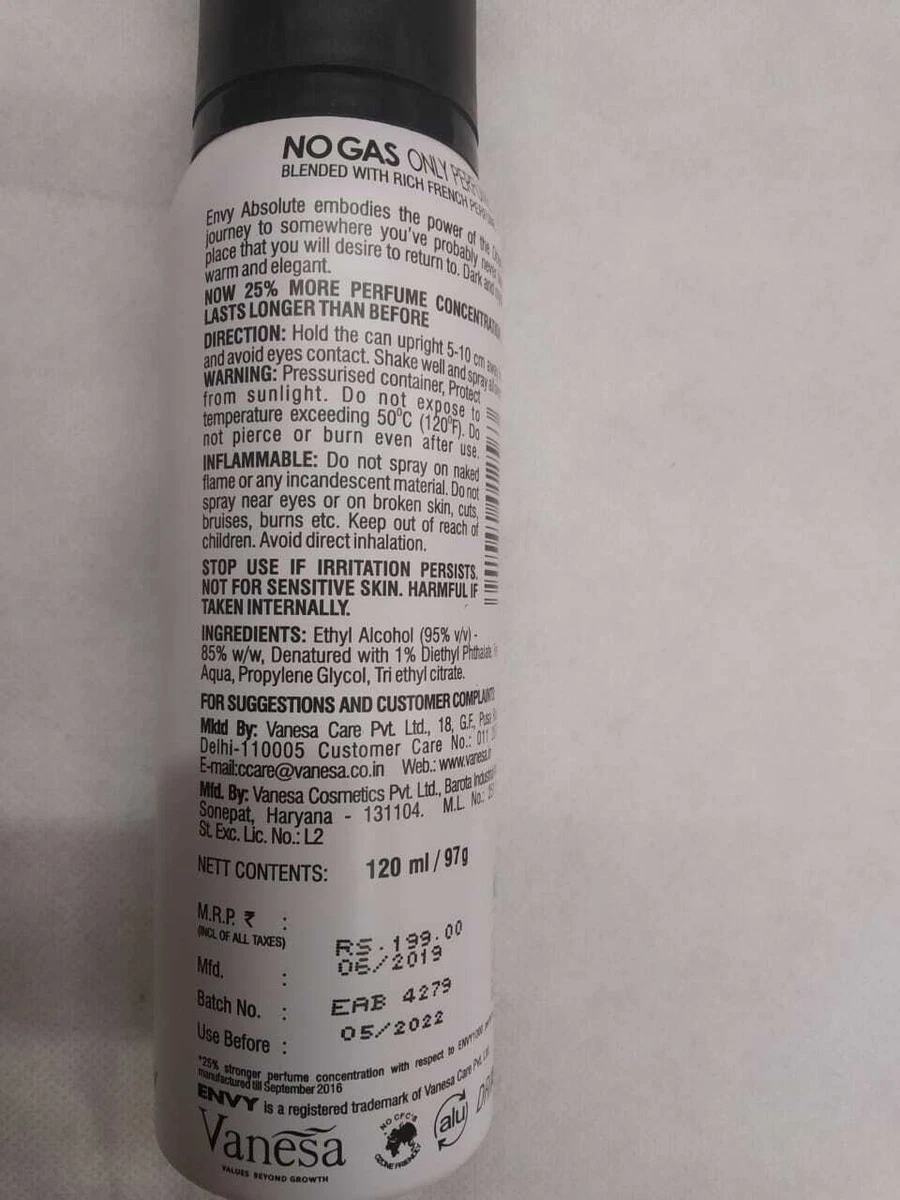 NO GAS ONLY
BLENDED WITH RICH FRENCH
Envy Absolute embodies the power of the
journey to somewhere you've probably never
place that you will desire to return to. Dark and
warm and elegant.
NOW 25% MORE PERFUME CONCENTRATION
LASTS LONGER THAN BEFORE
DIRECTION: Hold the can upright 5-10 cm
and avoid eyes contact. Shake well and spray
WARNING: Pressurised container, Protect
from sunlight. Do not expose to
temperature exceeding 50°C (120°F). Do
not pierce or burn even after use.
INFLAMMABLE: Do not spray on naked
flame or any incandescent material. Do not
spray near eyes or on broken skin, cuts,
bruises, burns etc. Keep out of reach of
children. Avoid direct inhalation.
STOP USE IF IRRITATION PERSISTS.
NOT FOR SENSITIVE SKIN. HARMFUL IF
TAKEN INTERNALLY.
INGREDIENTS: Ethyl Alcohol (95% v/v) -
85% w/w, Denatured with 1% Diethyl Phthalate
Aqua, Propylene Glycol, Tri ethyl citrate.
FOR SUGGESTIONS AND CUSTOMER COMPLAINTS
Mktd By: Vanesa Care Pvt. Ltd., 18, G.F., Pusa
Delhi-110005 Customer Care No.: 011
E-mail:ccare@vanesa.co.in Web.: www.vanesa.
Mfd. By: Vanesa Cosmetics Pvt. Ltd., Barota
Sonepat, Haryana - 131104. M.L. No.:
St. Exc. Lic. No.: L2
NETT CONTENTS: 120 ml / 97g
M.R.P. ₹ : RS.199.00
(INCL OF ALL TAXES)
Mfd. : 06/2019
Batch No. : EAB 4279
Use Before : 05/2022
*25% stronger perfume concentration with respect to
manufactured till September 2016
ENVY is a registered trademark of Vanesa Care Pvt. Ltd.
Vanesa
VALUES BEYOND GROWTH
NO CFC'S
OZONE FRIENDLY
alu